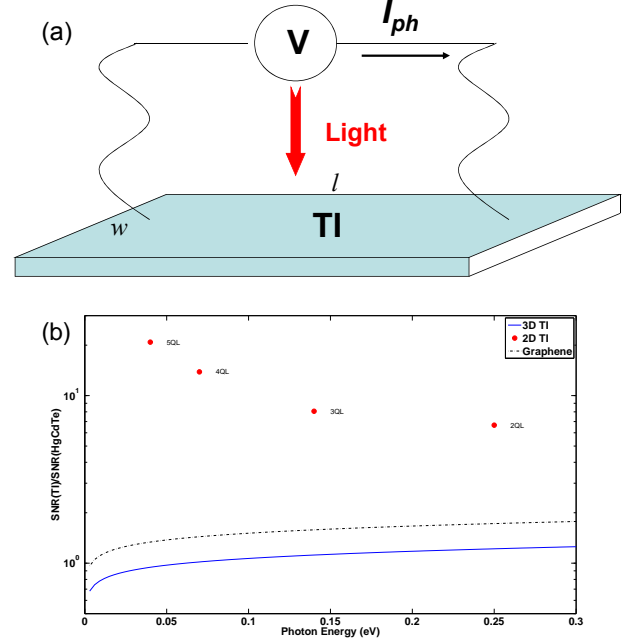 (a)
V
I_ph
Light
l
w
TI
(b)
SNR(TI)/SNR(HgCdTe)
10^1
10^0
5QL
4QL
3QL
2QL
3D TI
2D TI
Graphene
0 0.05 0.1 0.15 0.2 0.25 0.3
Photon Energy (eV)